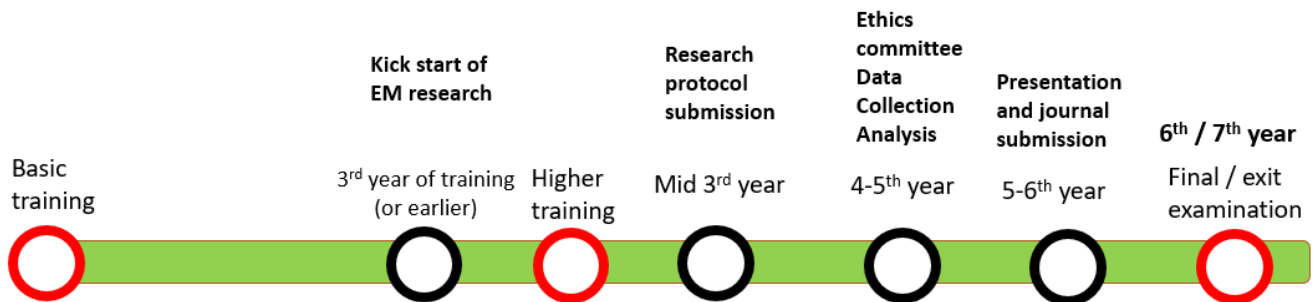 Basic
training
Kick start of
EM research
3rd year of training
(or earlier)
Higher
training
Research
protocol
submission
Mid 3rd year
Ethics
committee
Data
Collection
Analysis
4-5th year
Presentation
and journal
submission
5-6th year
6th / 7th year
Final / exit
examination